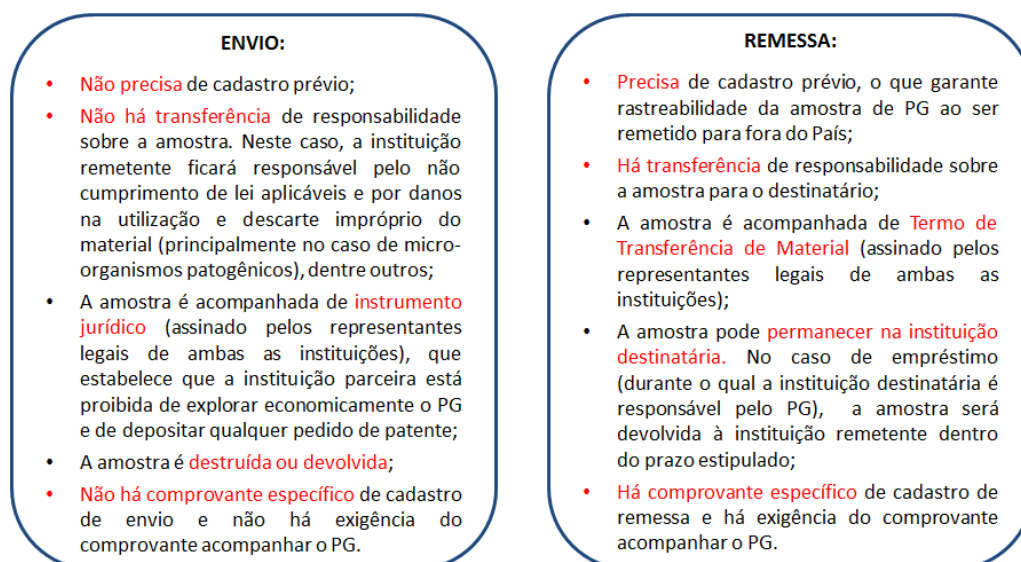 ENVIO:
• Não precisa de cadastro prévio;
• Não há transferência de responsabilidade
sobre a amostra. Neste caso, a instituição
remetente ficará responsável pelo não
cumprimento de lei aplicáveis e por danos
na utilização e descarte impróprio do
material (principalmente no caso de micro-
organismos patogênicos), dentre outros;
• A amostra é acompanhada de instrumento
jurídico (assinado pelos representantes
legais de ambas as instituições), que
estabelece que a instituição parceira está
proibida de explorar economicamente o PG
e de depositar qualquer pedido de patente;
• A amostra é destruída ou devolvida;
• Não há comprovante específico de cadastro
de envio e não há exigência do
comprovante acompanhar o PG.
REMESSA:
• Precisa de cadastro prévio, o que garante
rastreabilidade da amostra de PG ao ser
remetido para fora do País;
• Há transferência de responsabilidade sobre
a amostra para o destinatário;
• A amostra é acompanhada de Termo de
Transferência de Material (assinado pelos
representantes legais de ambas as
instituições);
• A amostra pode permanecer na instituição
destinatária. No caso de empréstimo
(durante o qual a instituição destinatária é
responsável pelo PG), a amostra será
devolvida à instituição remetente dentro
do prazo estipulado;
• Há comprovante específico de cadastro de
remessa e há exigência do comprovante
acompanhar o PG.